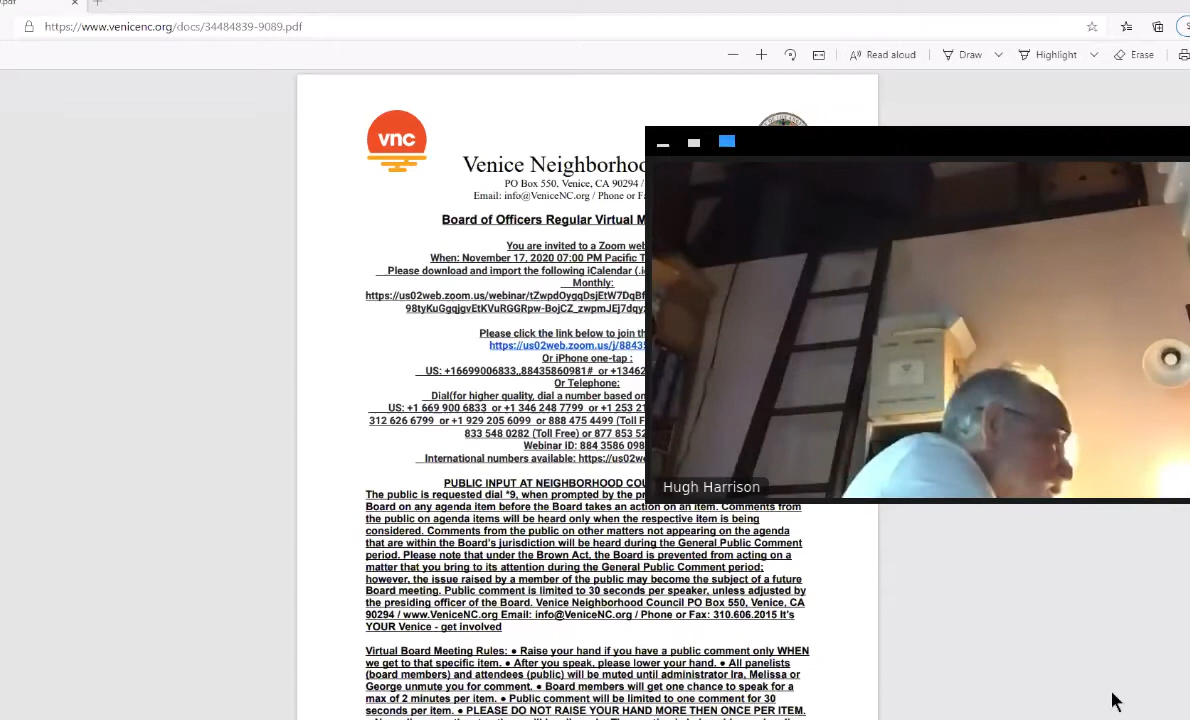 .pdf
https://www.venicenc.org/docs/34484839-9089.pdf
Read aloud Draw Highlight Erase
vnc
Venice Neighborhoo
PO Box 550, Venice, CA 90294 /
Email: info@VeniceNC.org / Phone or Fa
Board of Officers Regular Virtual M
You are invited to a Zoom web
When: November 17, 2020 07:00 PM Pacific T
Please download and import the following iCalendar (.i
Monthly:
https://us02web.zoom.us/webinar/tZwpdOygqDsjEtW7DqBf
98tyKuGgqjgvEtKVuRGGRpw-BojCZ_zwpmJEj7dqy
Please click the link below to join th
https://us02web.zoom.us/j/8843
Or iPhone one-tap :
US: +16699006833,,88435860981# or +13462
Or Telephone:
Dial(for higher quality, dial a number based on
US: +1 669 900 6833 or +1 346 248 7799 or +1 253 21
312 626 6799 or +1 929 205 6099 or 888 475 4499 (Toll F
833 548 0282 (Toll Free) or 877 853 52
Webinar ID: 884 3586 098
International numbers available: https://us02w
PUBLIC INPUT AT NEIGHBORHOOD COU
The public is requested dial *9, when prompted by the pr
Board on any agenda item before the Board takes an action on an item. Comments from
the public on agenda items will be heard only when the respective item is being
considered. Comments from the public on other matters not appearing on the agenda
that are within the Board's jurisdiction will be heard during the General Public Comment
period. Please note that under the Brown Act, the Board is prevented from acting on a
matter that you bring to its attention during the General Public Comment period;
however, the issue raised by a member of the public may become the subject of a future
Board meeting. Public comment is limited to 30 seconds per speaker, unless adjusted by
the presiding officer of the Board. Venice Neighborhood Council PO Box 550, Venice, CA
90294 / www.VeniceNC.org Email: info@VeniceNC.org / Phone or Fax: 310.606.2015 It's
YOUR Venice - get involved
Virtual Board Meeting Rules: ● Raise your hand if you have a public comment only WHEN
we get to that specific item. ● After you speak, please lower your hand. ● All panelists
(board members) and attendees (public) will be muted until administrator Ira, Melissa or
George unmute you for comment. ● Board members will get one chance to speak for a
max of 2 minutes per item. ● Public comment will be limited to one comment for 30
seconds per item. ● PLEASE DO NOT RAISE YOUR HAND MORE THEN ONCE PER ITEM.
Hugh Harrison